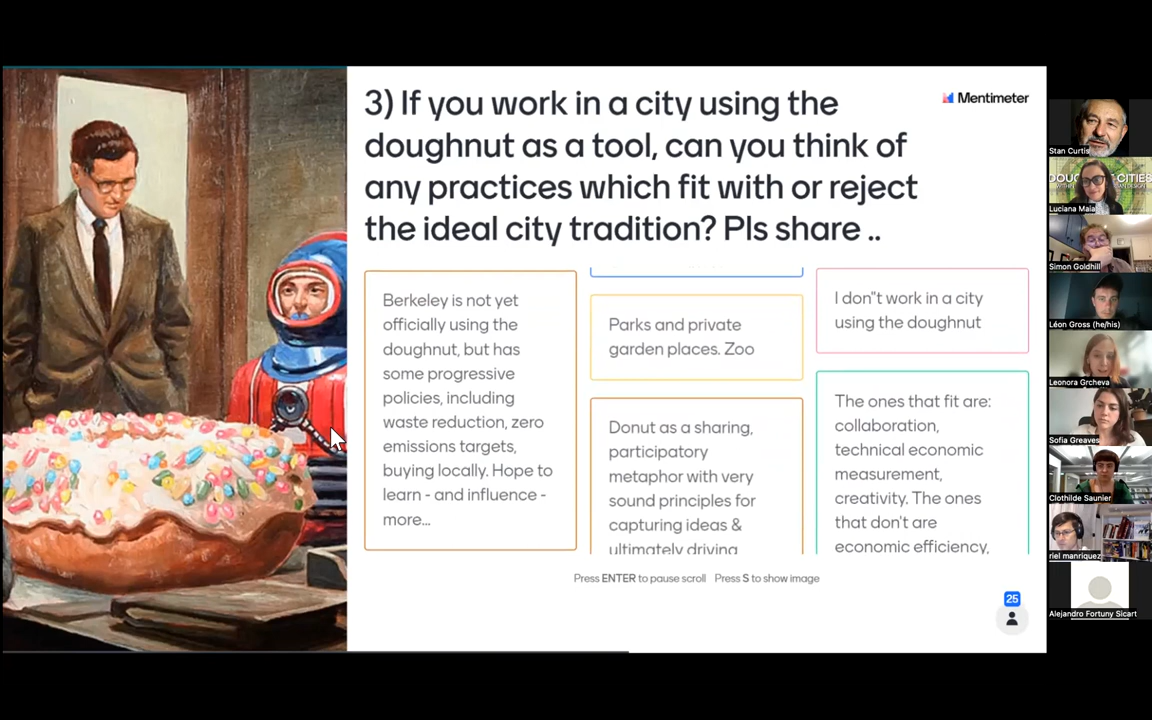 3) If you work in a city using the
doughnut as a tool, can you think of
any practices which fit with or reject
the ideal city tradition? Pls share ..
Mentimeter
Berkeley is not yet
officially using the
doughnut, but has
some progressive
policies, including
waste reduction, zero
emissions targets,
buying locally. Hope to
learn - and influence -
more...
Parks and private
garden places. Zoo
Donut as a sharing,
participatory
metaphor with very
sound principles for
capturing ideas &
ultimately driving
I don"t work in a city
using the doughnut
The ones that fit are:
collaboration,
technical economic
measurement,
creativity. The ones
that don't are
economic efficiency,
Press ENTER to pause scroll Press S to show image
25
Stan Curtis
DOUG CITIES
Luciana Maia
Simon Goldhill
Léon Gross (he/his)
Leonora Grcheva
Sofia Greaves
Clothilde Saunier
riel manriquez
Alejandro Fortuny Sicart